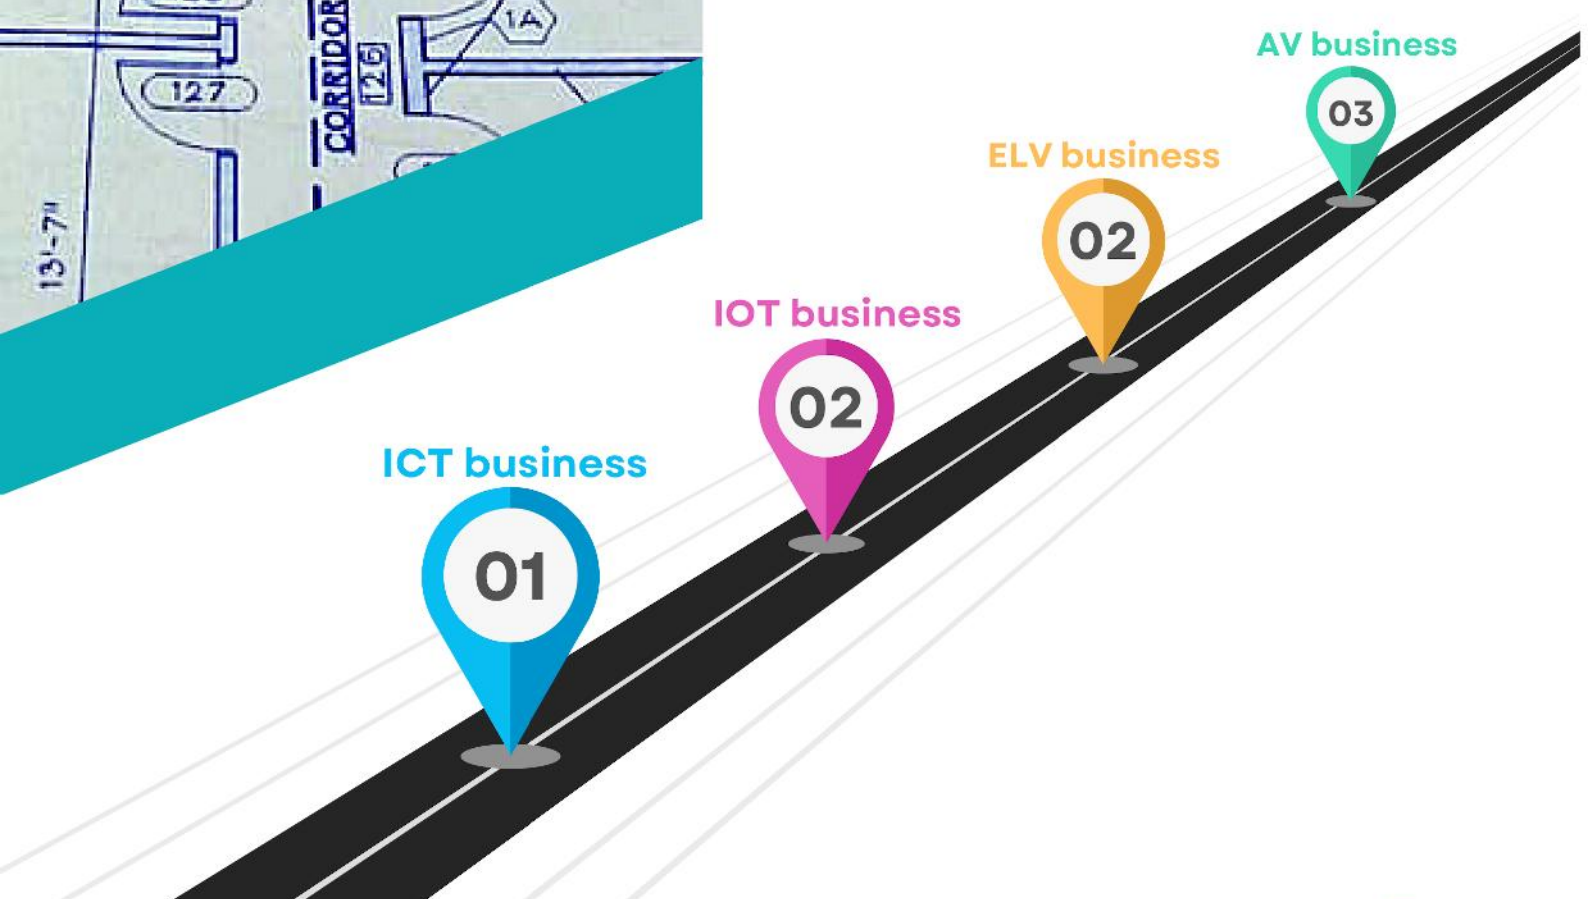 1A
127
CORRIDOR
126
13'-7"
AV business
03
ELV business
02
IOT business
02
ICT business
01